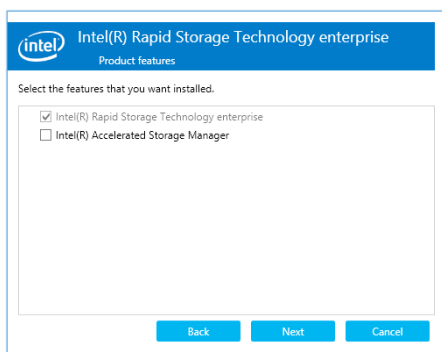 intel
Intel(R) Rapid Storage Technology enterprise
Product features
Select the features that you want installed.
Intel(R) Rapid Storage Technology enterprise
Intel(R) Accelerated Storage Manager
Back Next Cancel